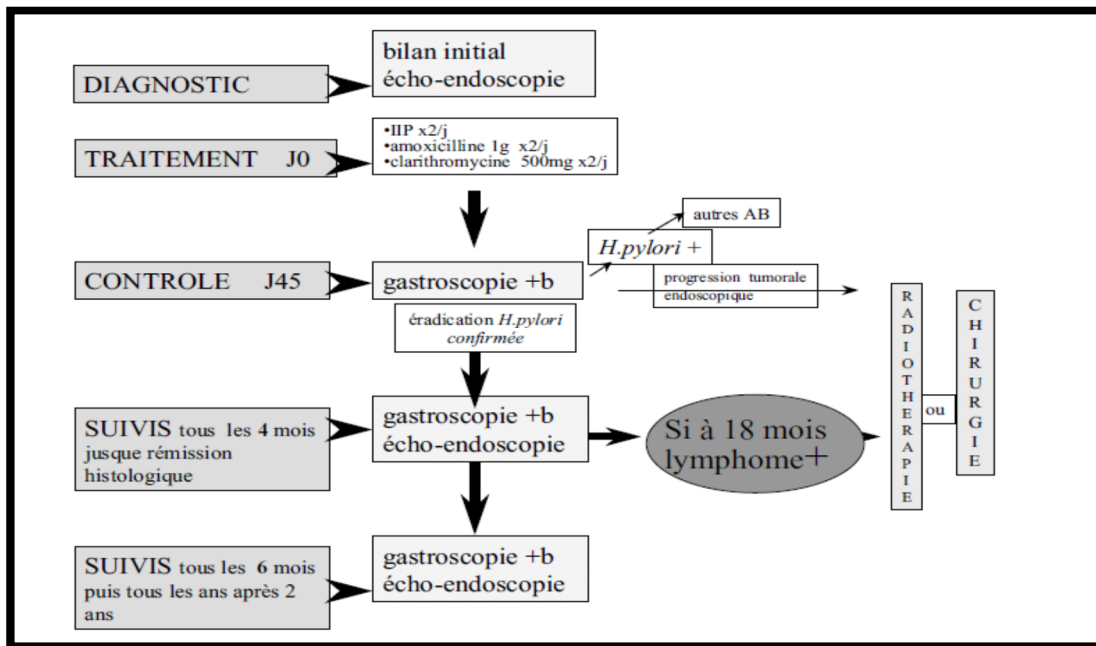 DIAGNOSTIC
bilan initial
écho-endoscopie
TRAITEMENT J0
•IIP x2/j
•amoxicilline 1g x2/j
•clarithromycine 500mg x2/j
autres AB
H.pylori +
CONTROLE J45
gastroscopie +b
progression tumorale
endoscopique
éradication H.pylori
confirmée
RADIOTHERAPIE
ou
CHIRURGIE
SUIVIS tous les 4 mois
jusque rémission
histologique
gastroscopie +b
écho-endoscopie
Si à 18 mois
lymphome+
SUIVIS tous les 6 mois
puis tous les ans après 2
ans
gastroscopie +b
écho-endoscopie